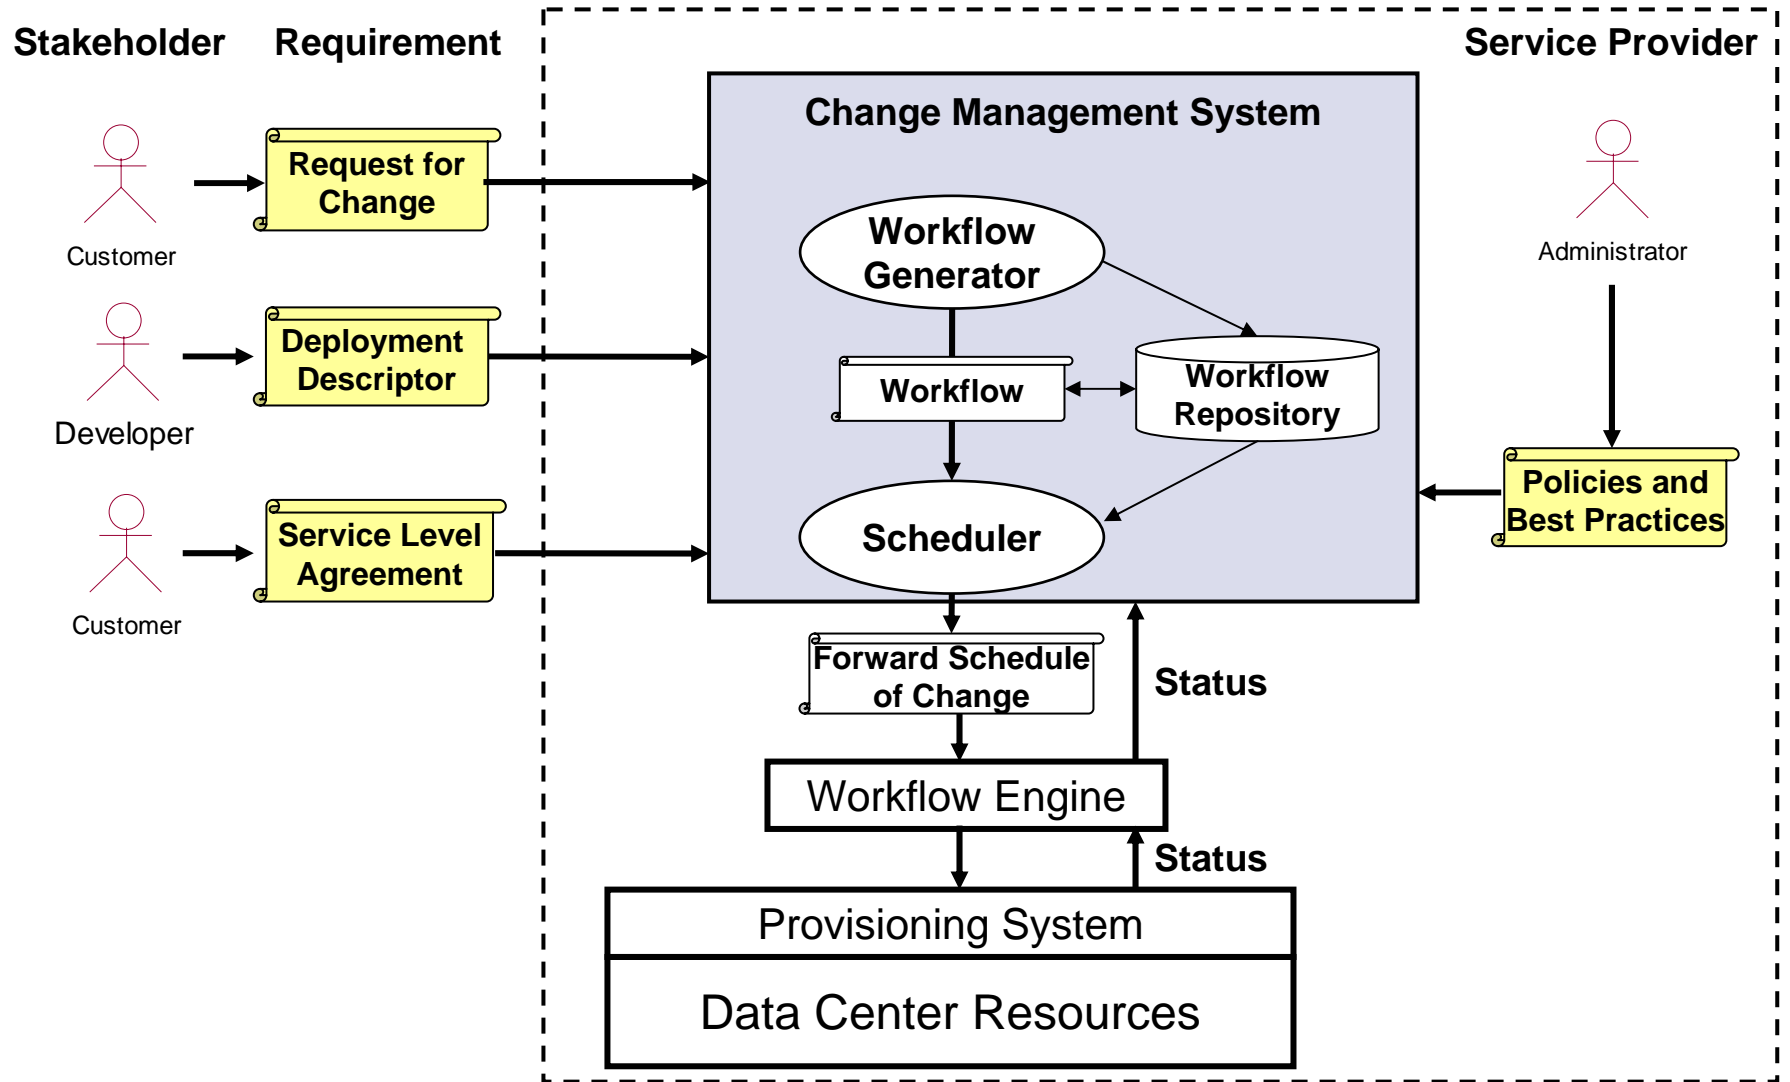 Stakeholder
Requirement
Service Provider
Change Management System
Request for
Change
Customer
Workflow
Generator
Administrator
Deployment
Descriptor
Developer
Workflow
Workflow
Repository
Policies and
Best Practices
Service Level
Agreement
Customer
Scheduler
Forward Schedule
of Change
Status
Workflow Engine
Status
Provisioning System
Data Center Resources